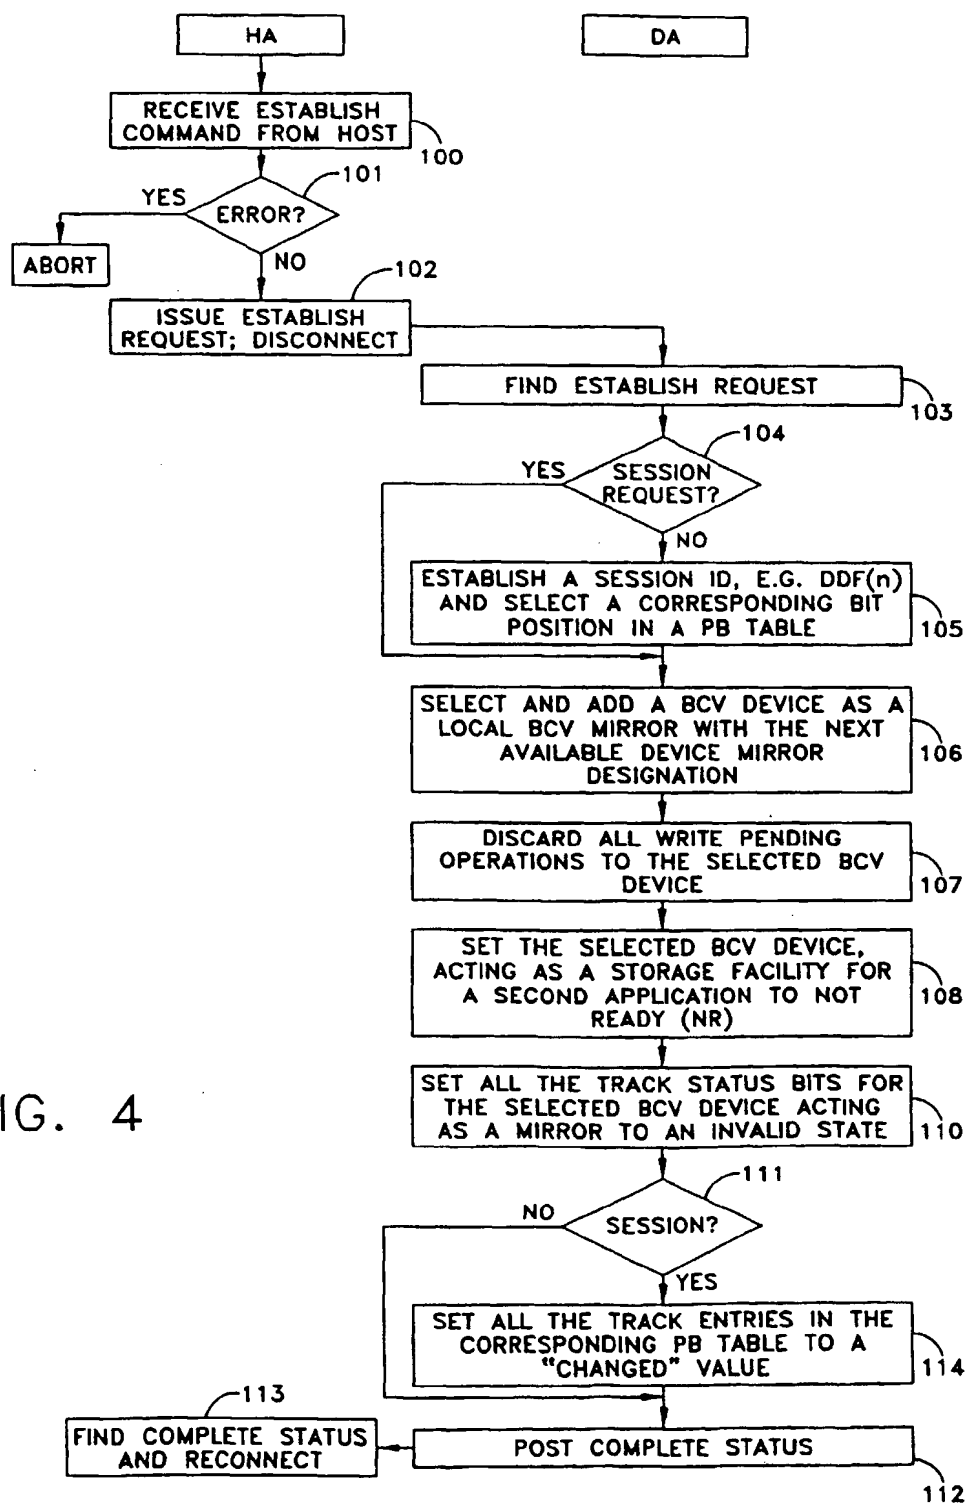 HA
DA
RECEIVE ESTABLISH
COMMAND FROM HOST
100
101
YES
ERROR?
ABORT
NO
102
ISSUE ESTABLISH
REQUEST; DISCONNECT
FIND ESTABLISH REQUEST
103
104
YES
SESSION
REQUEST?
NO
ESTABLISH A SESSION ID, E.G. DDF(n)
AND SELECT A CORRESPONDING BIT
POSITION IN A PB TABLE
105
SELECT AND ADD A BCV DEVICE AS A
LOCAL BCV MIRROR WITH THE NEXT
AVAILABLE DEVICE MIRROR
DESIGNATION
106
DISCARD ALL WRITE PENDING
OPERATIONS TO THE SELECTED BCV
DEVICE
107
SET THE SELECTED BCV DEVICE,
ACTING AS A STORAGE FACILITY FOR
A SECOND APPLICATION TO NOT
READY (NR)
108
SET ALL THE TRACK STATUS BITS FOR
THE SELECTED BCV DEVICE ACTING
AS A MIRROR TO AN INVALID STATE
110
IG. 4
111
NO
SESSION?
YES
SET ALL THE TRACK ENTRIES IN THE
CORRESPONDING PB TABLE TO A
"CHANGED" VALUE
114
113
FIND COMPLETE STATUS
AND RECONNECT
POST COMPLETE STATUS
112